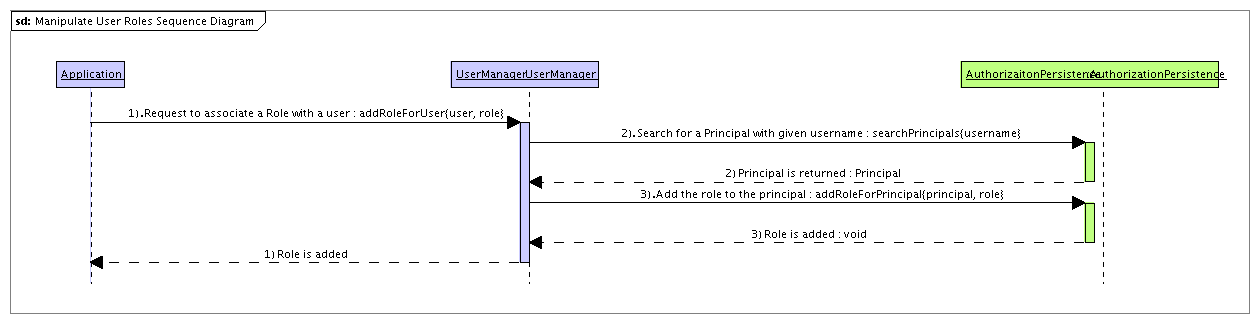 sd: Manipulate User Roles Sequence Diagram
Application
UserManagerUserManager
AuthorizaitonPersistence AuthorizationPersistence
1).Request to associate a Role with a user : addRoleForUser{user, role}
2).Search for a Principal with given username : searchPrincipals{username}
2) Principal is returned : Principal
3).Add the role to the principal : addRoleForPrincipal{principal, role}
3) Role is added : void
1) Role is added